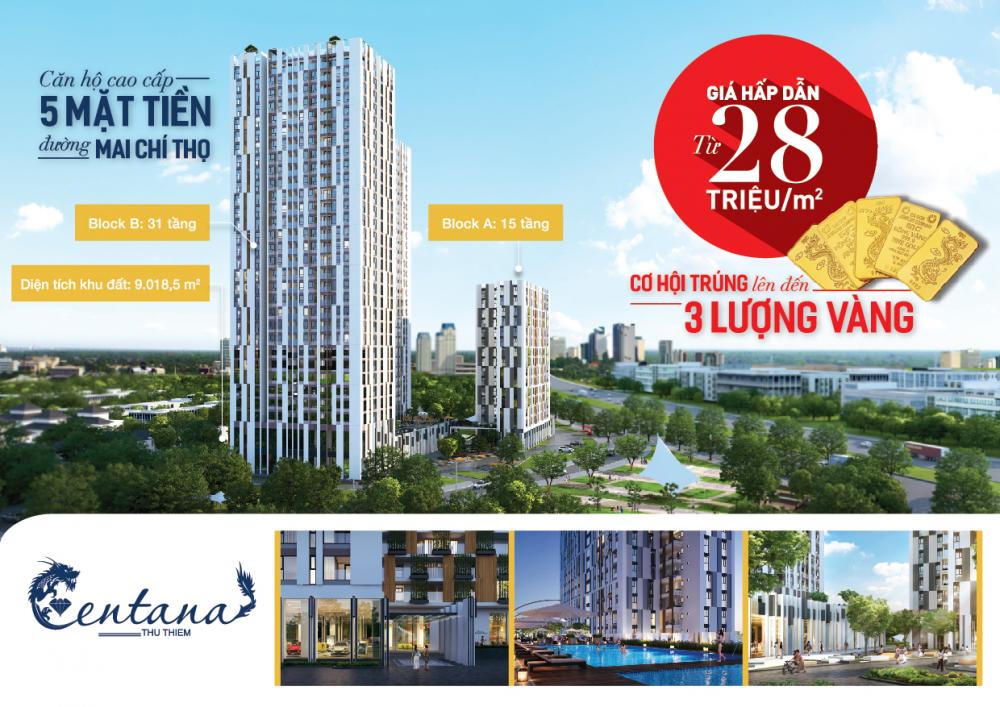 Căn hộ cao cấp
5 MẶT TIỀN
đường MAI CHÍ THỌ
Block B: 31 tầng
Diện tích khu đất: 9.018,5 m²
Block A: 15 tầng
GIÁ HẤP DẪN
Từ 28
TRIỆU/m²
CƠ HỘI TRÚNG lên đến
3 LƯỢNG VÀNG
Centana
THU THIEM